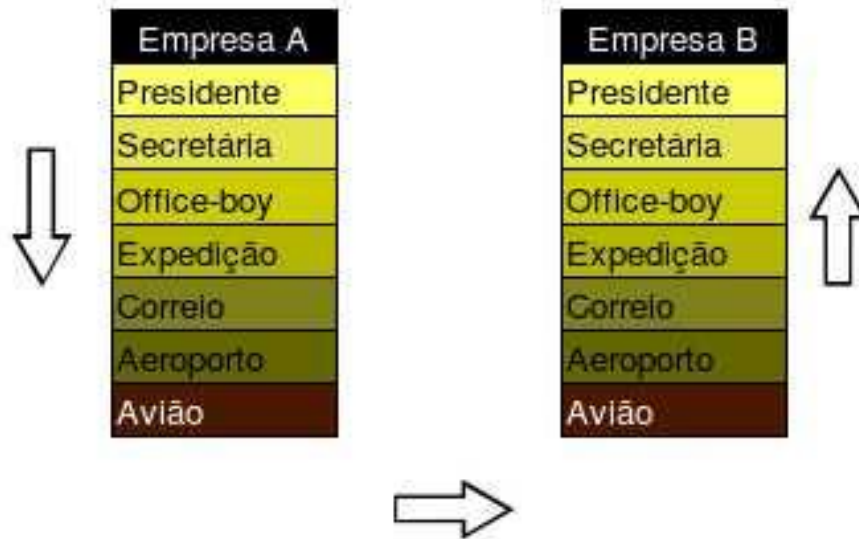 Empresa A
Presidente
Secretária
Office-boy
Expedição
Correio
Aeroporto
Avião
Empresa B
Presidente
Secretária
Office-boy
Expedição
Correio
Aeroporto
Avião